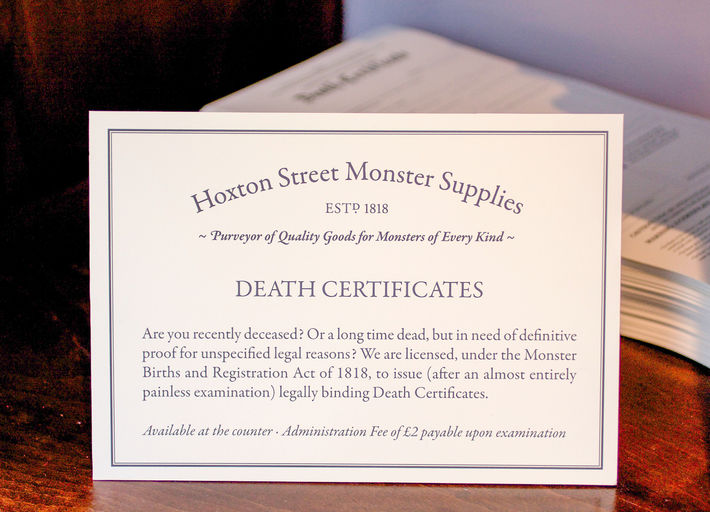 Hoxton Street Monster Supplies
ESTD 1818
~ Purveyor of Quality Goods for Monsters of Every Kind ~
DEATH CERTIFICATES
Are you recently deceased? Or a long time dead, but in need of definitive
proof for unspecified legal reasons? We are licensed, under the Monster
Births and Registration Act of 1818, to issue (after an almost entirely
painless examination) legally binding Death Certificates.
Available at the counter · Administration Fee of £2 payable upon examination